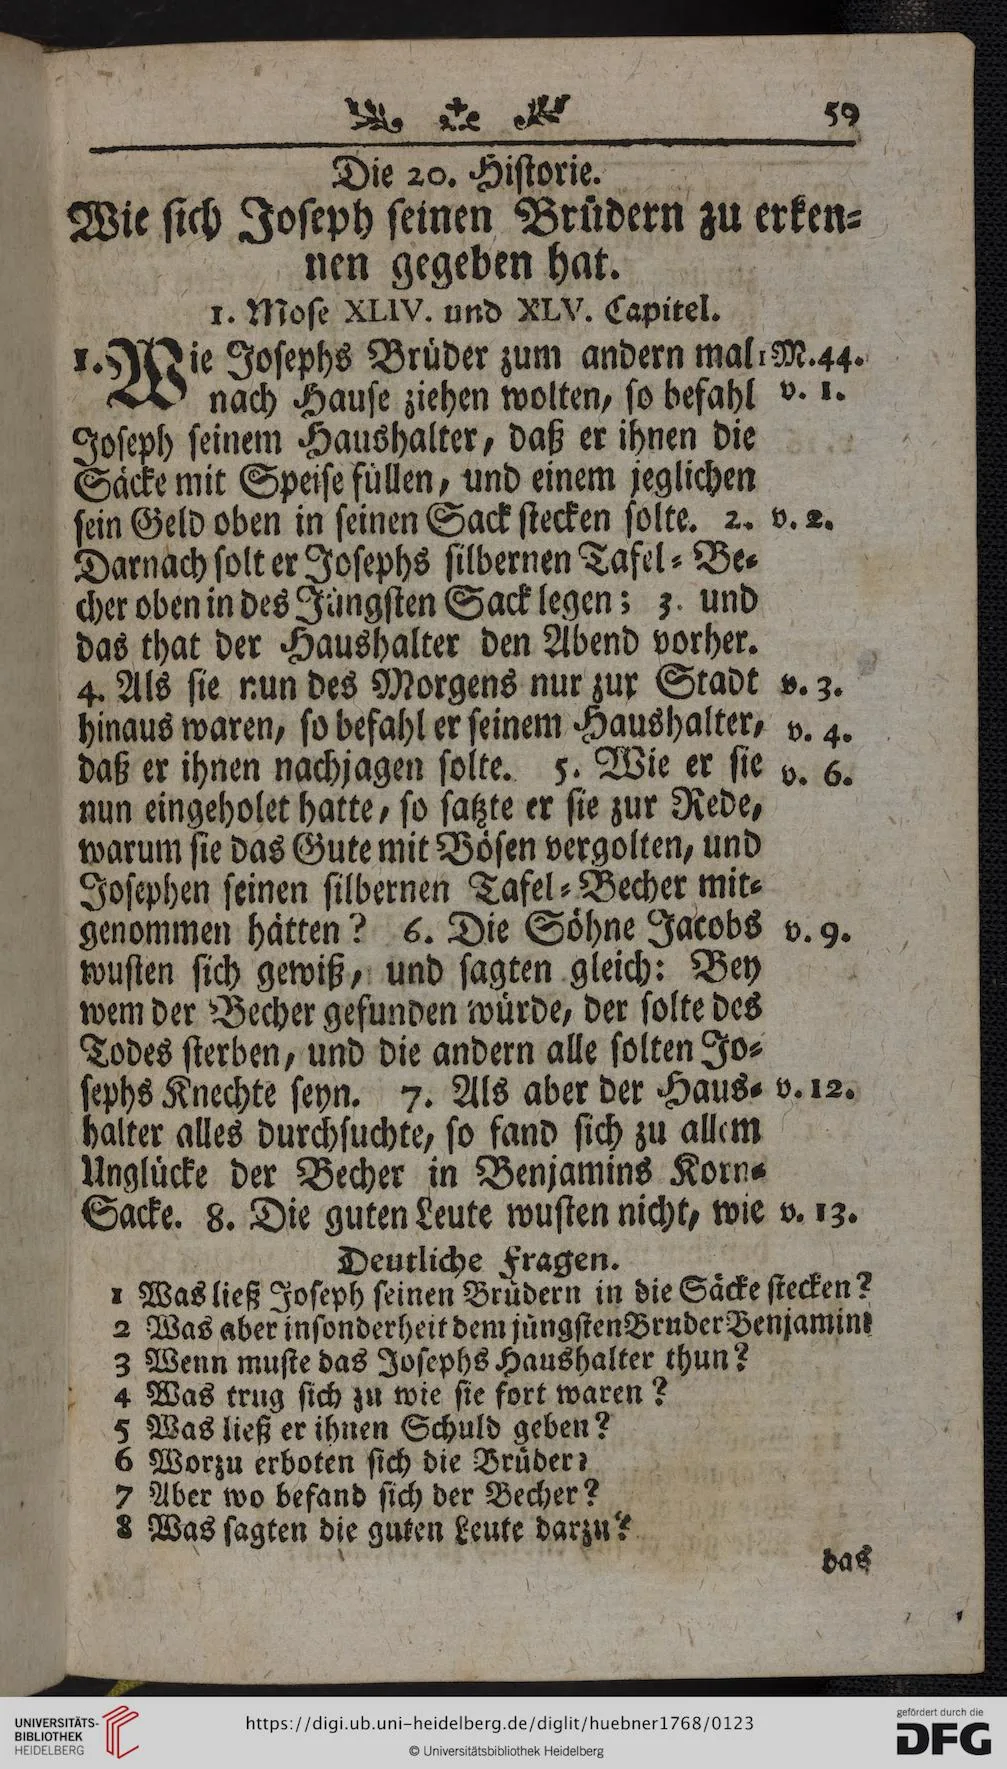 59
Die 20. Historie.
Wie sich Joseph seinen Brüdern zu erken-
nen gegeben hat.
1. Mose XLIV. und XLV. Capitel.
1. Wie Josephs Brüder zum andern mal 1 M. 44.
nach Hause ziehen wolten, so befahl v. 1.
Joseph seinem Haushalter, daß er ihnen die
Säcke mit Speise füllen, und einem jeglichen
sein Geld oben in seinen Sack stecken solte. 2. v. 2.
Darnach solt er Josephs silbernen Tafel-Be-
cher oben in des Jüngsten Sack legen; 3. und
das that der Haushalter den Abend vorher.
4. Als sie nun des Morgens nur zur Stadt v. 3.
hinaus waren, so befahl er seinem Haushalter, v. 4.
daß er ihnen nachjagen solte. 5. Wie er sie v. 6.
nun eingeholet hatte, so satzte er sie zur Rede,
warum sie das Gute mit Bösen vergolten, und
Josephen seinen silbernen Tafel-Becher mit-
genommen hätten? 6. Die Söhne Jacobs v. 9.
wusten sich gewiß, und sagten gleich: Bey
wem der Becher gefunden würde, der solte des
Todes sterben, und die andern alle solten Jo-
sephs Knechte seyn. 7. Als aber der Haus- v. 12.
halter alles durchsuchte, so fand sich zu allem
Unglücke der Becher in Benjamins Korn-
Sacke. 8. Die guten Leute wusten nicht, wie v. 13.
Deutliche Fragen.
1 Was ließ Joseph seinen Brüdern in die Säcke stecken?
2 Was aber insonderheit dem jüngsten Bruder Benjamin?
3 Wenn muste das Josephs Haushalter thun?
4 Was trug sich zu wie sie fort waren?
5 Was ließ er ihnen Schuld geben?
6 Worzu erboten sich die Brüder?
7 Aber wo befand sich der Becher?
8 Was sagten die guten Leute darzu?
das
UNIVERSITÄTS-
BIBLIOTHEK
HEIDELBERG
https://digi.ub.uni-heidelberg.de/diglit/huebner1768/0123
© Universitätsbibliothek Heidelberg
gefördert durch die
DFG